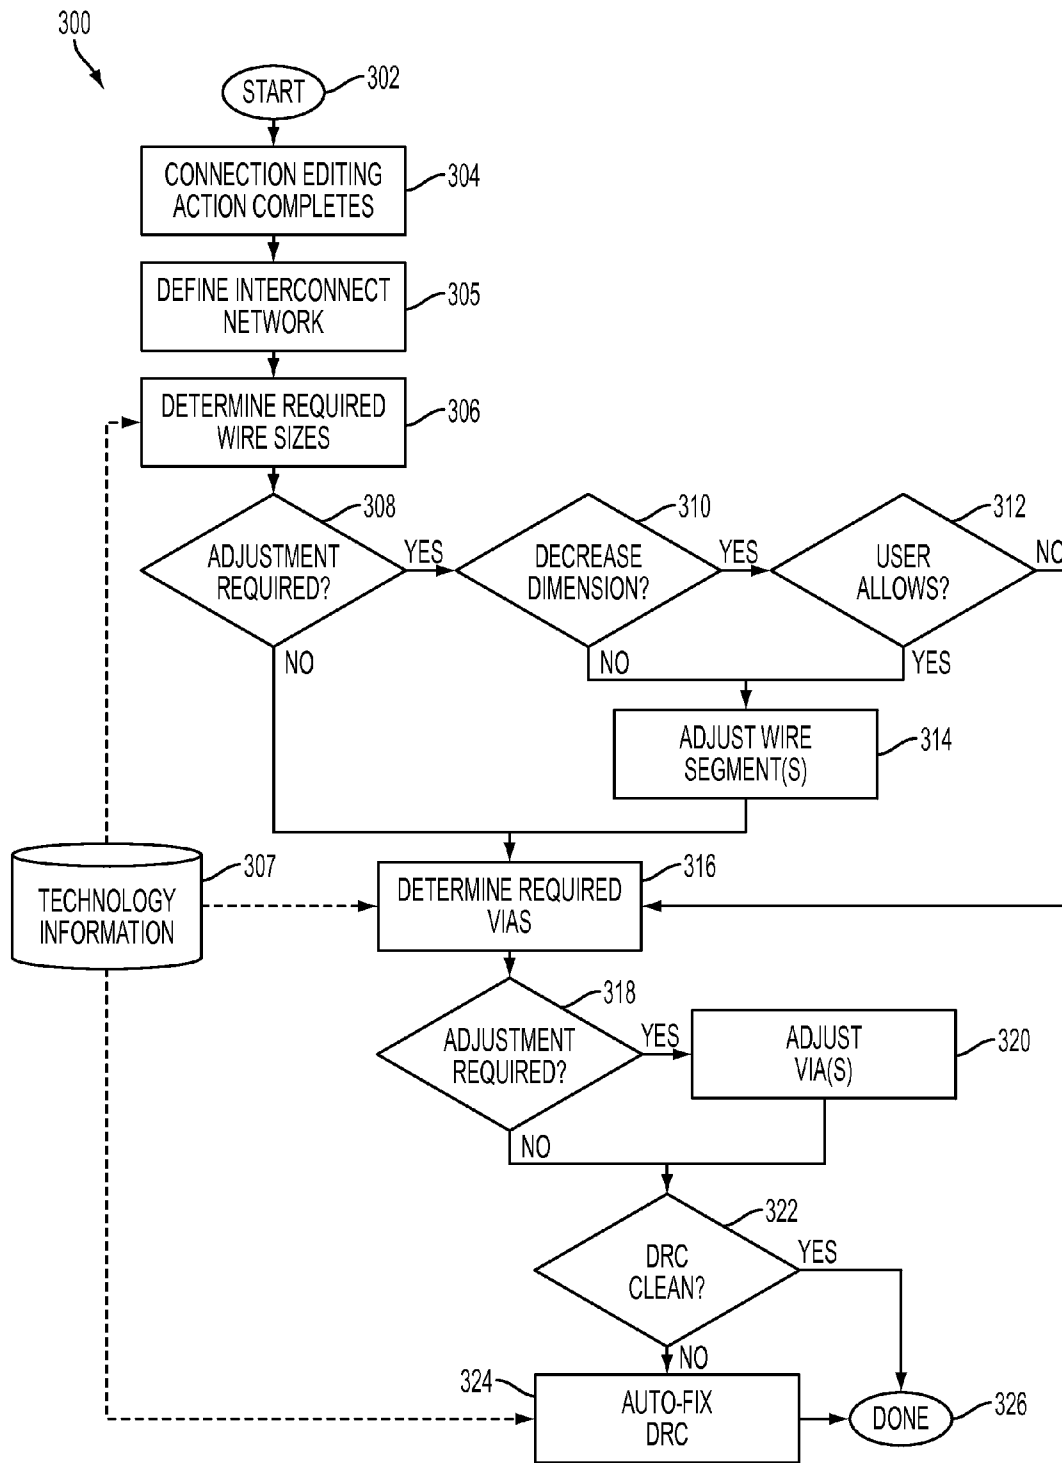 300
START
302
CONNECTION EDITING
ACTION COMPLETES
304
DEFINE INTERCONNECT
NETWORK
305
DETERMINE REQUIRED
WIRE SIZES
306
308
ADJUSTMENT
REQUIRED?
YES
NO
310
DECREASE
DIMENSION?
YES
NO
312
USER
ALLOWS?
NO
YES
ADJUST WIRE
SEGMENT(S)
314
307
TECHNOLOGY
INFORMATION
DETERMINE REQUIRED
VIAS
316
318
ADJUSTMENT
REQUIRED?
YES
NO
ADJUST
VIA(S)
320
322
DRC
CLEAN?
YES
NO
324
AUTO-FIX
DRC
DONE
326